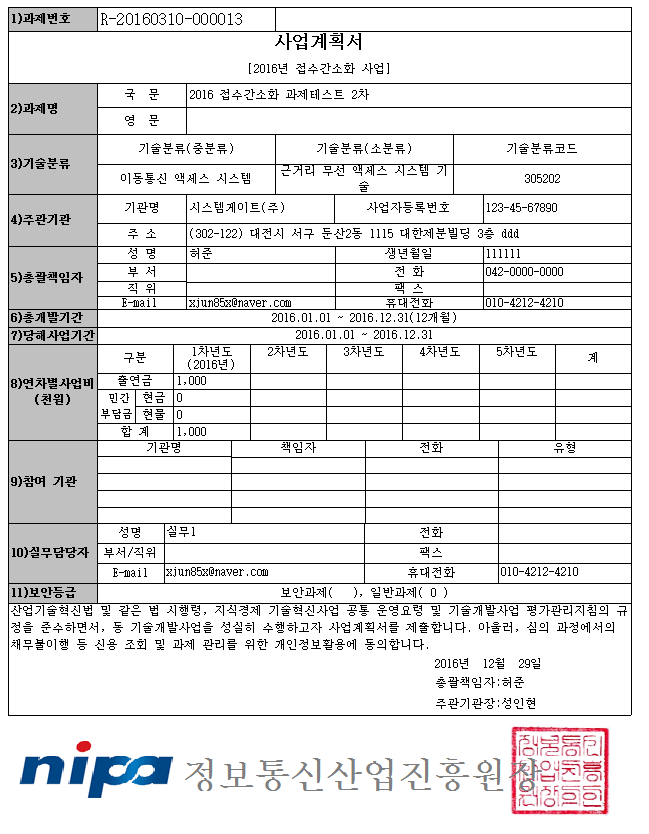 1)과제번호 R-20160310-000013
사업계획서
[2016년 접수간소화 사업]
2)과제명 국 문 2016 접수간소화 과제테스트 2차
영 문
3)기술분류 기술분류(중분류) 기술분류(소분류) 기술분류코드
이동통신 액세스 시스템 근거리 무선 액세스 시스템 기술 305202
4)주관기관 기관명 시스템게이트(주) 사업자등록번호 123-45-67890
주 소 (302-122) 대전시 서구 둔산2동 1115 대한제분빌딩 3층 ddd
5)총괄책임자 성 명 허준 생년월일 111111
부 서 전 화 042-0000-0000
직 위 팩 스
E-mail xjun85x@naver.com 휴대전화 010-4212-4210
6)총개발기간 2016.01.01 ~ 2016.12.31(12개월)
7)당해사업기간 2016.01.01 ~ 2016.12.31
8)연차별사업비 (천원) 구분 1차년도 (2016년) 2차년도 3차년도 4차년도 5차년도 계
출연금 1,000
민간 부담금 현금 0
현물 0
합 계 1,000
9)참여 기관 기관명 책임자 전화 유형
10)실무담당자 성명 실무1 전화
부서/직위 팩스
E-mail xjun85x@naver.com 휴대전화 010-4212-4210
11)보안등급 보안과제( ), 일반과제( O )
산업기술혁신법 및 같은 법 시행령, 지식경제 기술혁신사업 공통 운영요령 및 기술개발사업 평가관리지침의 규
정을 준수하면서, 동 기술개발사업을 성실히 수행하고자 사업계획서를 제출합니다. 아울러, 심의 과정에서의
채무불이행 등 신용 조회 및 과제 관리를 위한 개인정보활용에 동의합니다.
2016년 12월 29일
총괄책임자:허준
주관기관장:성인현
nipa 정보통신산업진흥원장